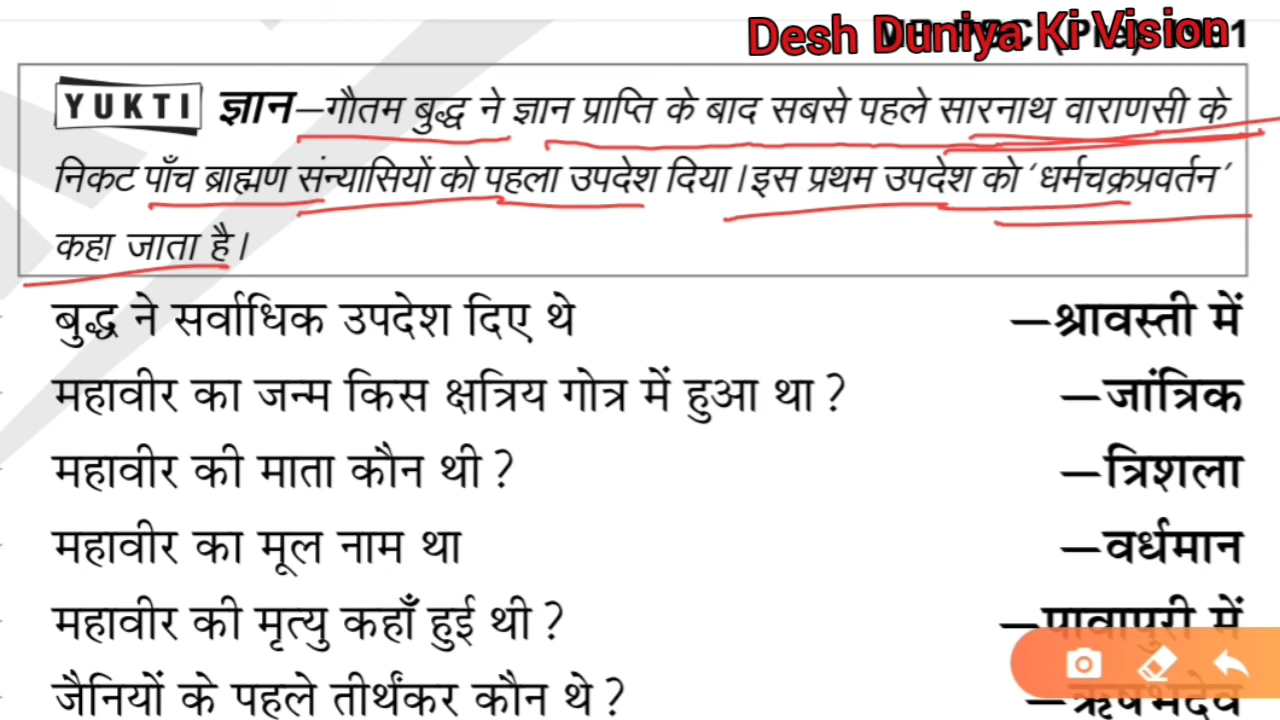 Desh Duniya Ki Vision
YUKTI ज्ञान—गौतम बुद्ध ने ज्ञान प्राप्ति के बाद सबसे पहले सारनाथ वाराणसी के
निकट पाँच ब्राह्मण संन्यासियों को पहला उपदेश दिया। इस प्रथम उपदेश को ‘धर्मचक्रप्रवर्तन’
कहा जाता है।
बुद्ध ने सर्वाधिक उपदेश दिए थे —श्रावस्ती में
महावीर का जन्म किस क्षत्रिय गोत्र में हुआ था? —जांत्रिक
महावीर की माता कौन थी? —त्रिशला
महावीर का मूल नाम था —वर्धमान
महावीर की मृत्यु कहाँ हुई थी? —पावापुरी में
जैनियों के पहले तीर्थंकर कौन थे? —ऋषभदेव